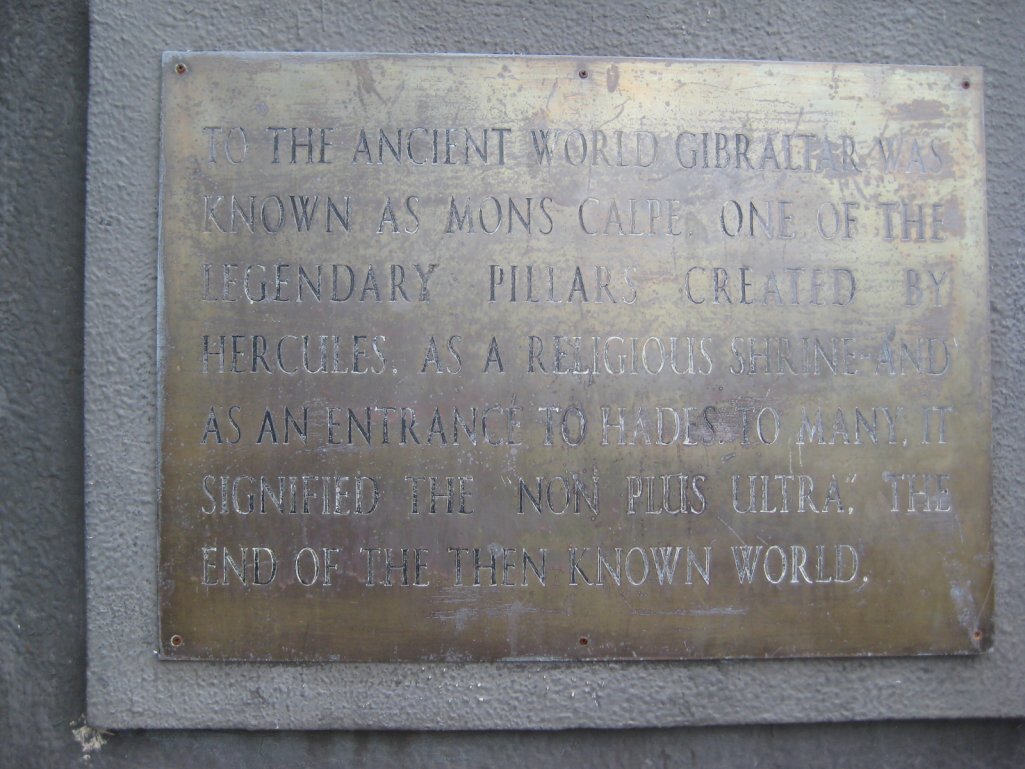 TO THE ANCIENT WORLD GIBRALTAR WAS
KNOWN AS MONS CALPE. ONE OF THE
LEGENDARY PILLARS CREATED BY
HERCULES. AS A RELIGIOUS SHRINE AND
AS AN ENTRANCE TO HADES. TO MANY, IT
SIGNIFIED THE "NON PLUS ULTRA", THE
END OF THE THEN KNOWN WORLD.